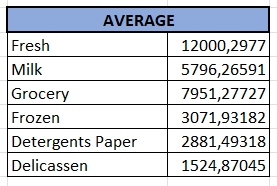 AVERAGE
Fresh 12000,2977
Milk 5796,26591
Grocery 7951,27727
Frozen 3071,93182
Detergents Paper 2881,49318
Delicassen 1524,87045